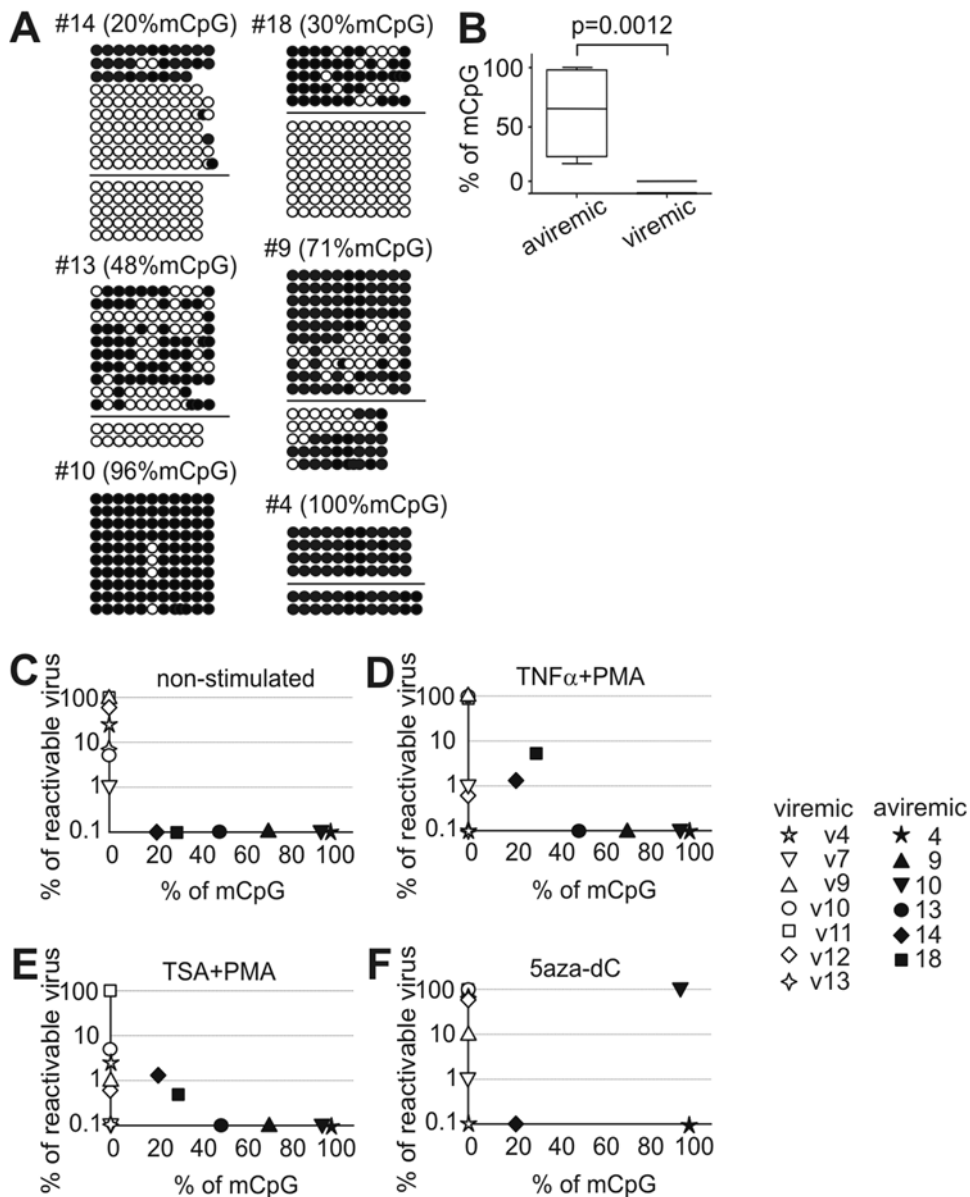 A
#14 (20%mCpG)
#18 (30%mCpG)
#13 (48%mCpG)
#9 (71%mCpG)
#10 (96%mCpG)
#4 (100%mCpG)
B
p=0.0012
% of mCpG
100
50
0
aviremic
viremic
C
non-stimulated
% of reactivable virus
100
10
1
0.1
0 20 40 60 80 100
% of mCpG
D
TNFα+PMA
% of reactivable virus
100
10
1
0.1
0 20 40 60 80 100
% of mCpG
E
TSA+PMA
% of reactivable virus
100
10
1
0.1
0 20 40 60 80 100
% of mCpG
F
5aza-dC
% of reactivable virus
100
10
1
0.1
0 20 40 60 80 100
% of mCpG
viremic aviremic
v4 4
v7 9
v9 10
v10 13
v11 14
v12 18
v13